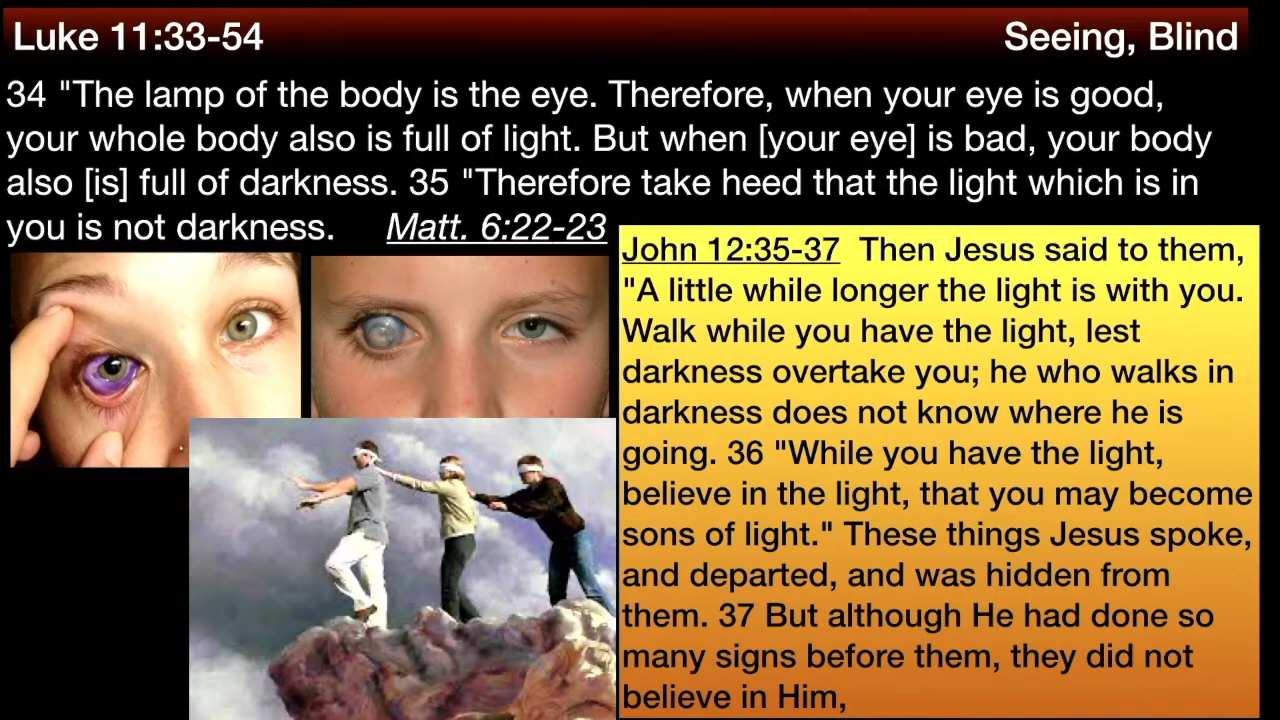 Luke 11:33-54
Seeing, Blind
34 "The lamp of the body is the eye. Therefore, when your eye is good,
your whole body also is full of light. But when [your eye] is bad, your body
also [is] full of darkness. 35 "Therefore take heed that the light which is in
you is not darkness. Matt. 6:22-23
John 12:35-37 Then Jesus said to them,
"A little while longer the light is with you.
Walk while you have the light, lest
darkness overtake you; he who walks in
darkness does not know where he is
going. 36 "While you have the light,
believe in the light, that you may become
sons of light." These things Jesus spoke,
and departed, and was hidden from
them. 37 But although He had done so
many signs before them, they did not
believe in Him,